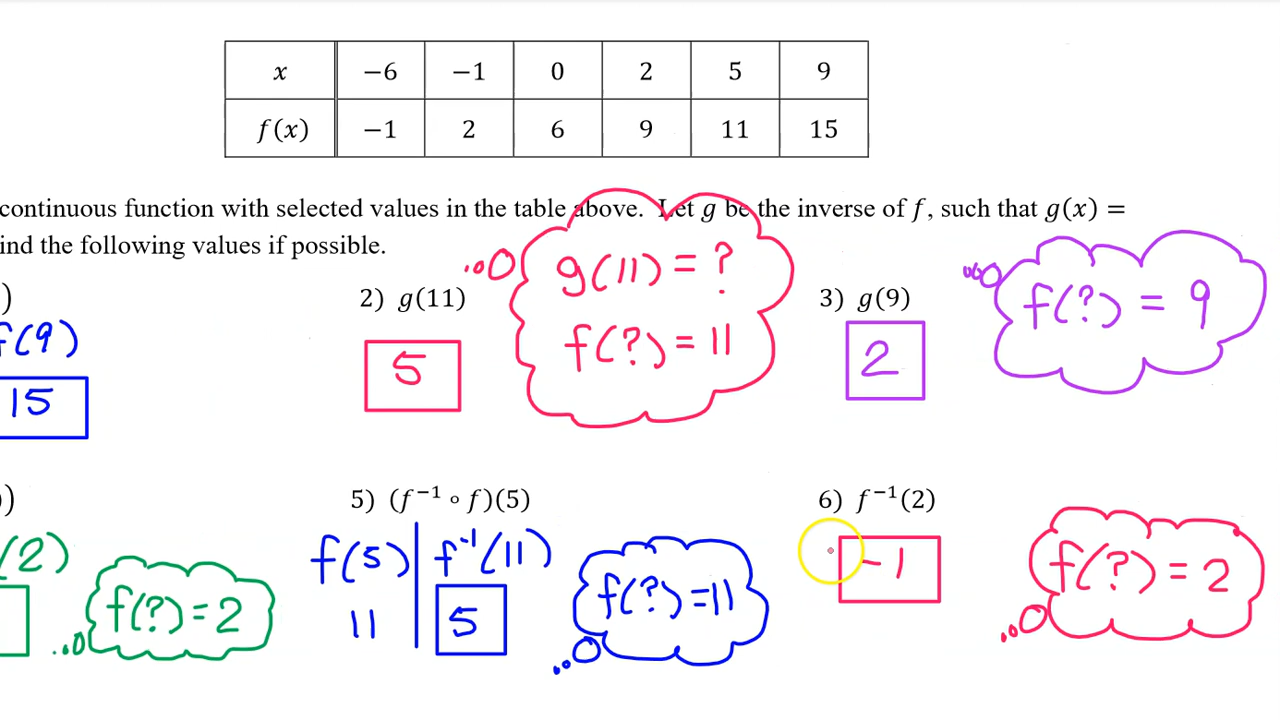 x −6 −1 0 2 5 9
f(x) −1 2 6 9 11 15
continuous function with selected values in the table above. Let g be the inverse of f, such that g(x) =
ind the following values if possible.
) 2) g(11) 3) g(9)
g(11) = ?
f(?) = 11
f(?) = 9
f(9)
15
5
2
) 5) (f⁻¹ ∘ f)(5) 6) f⁻¹(2)
(2)
f(?) = 2
f(5) f⁻¹(11)
11 5
f(?) = 11
-1
f(?) = 2